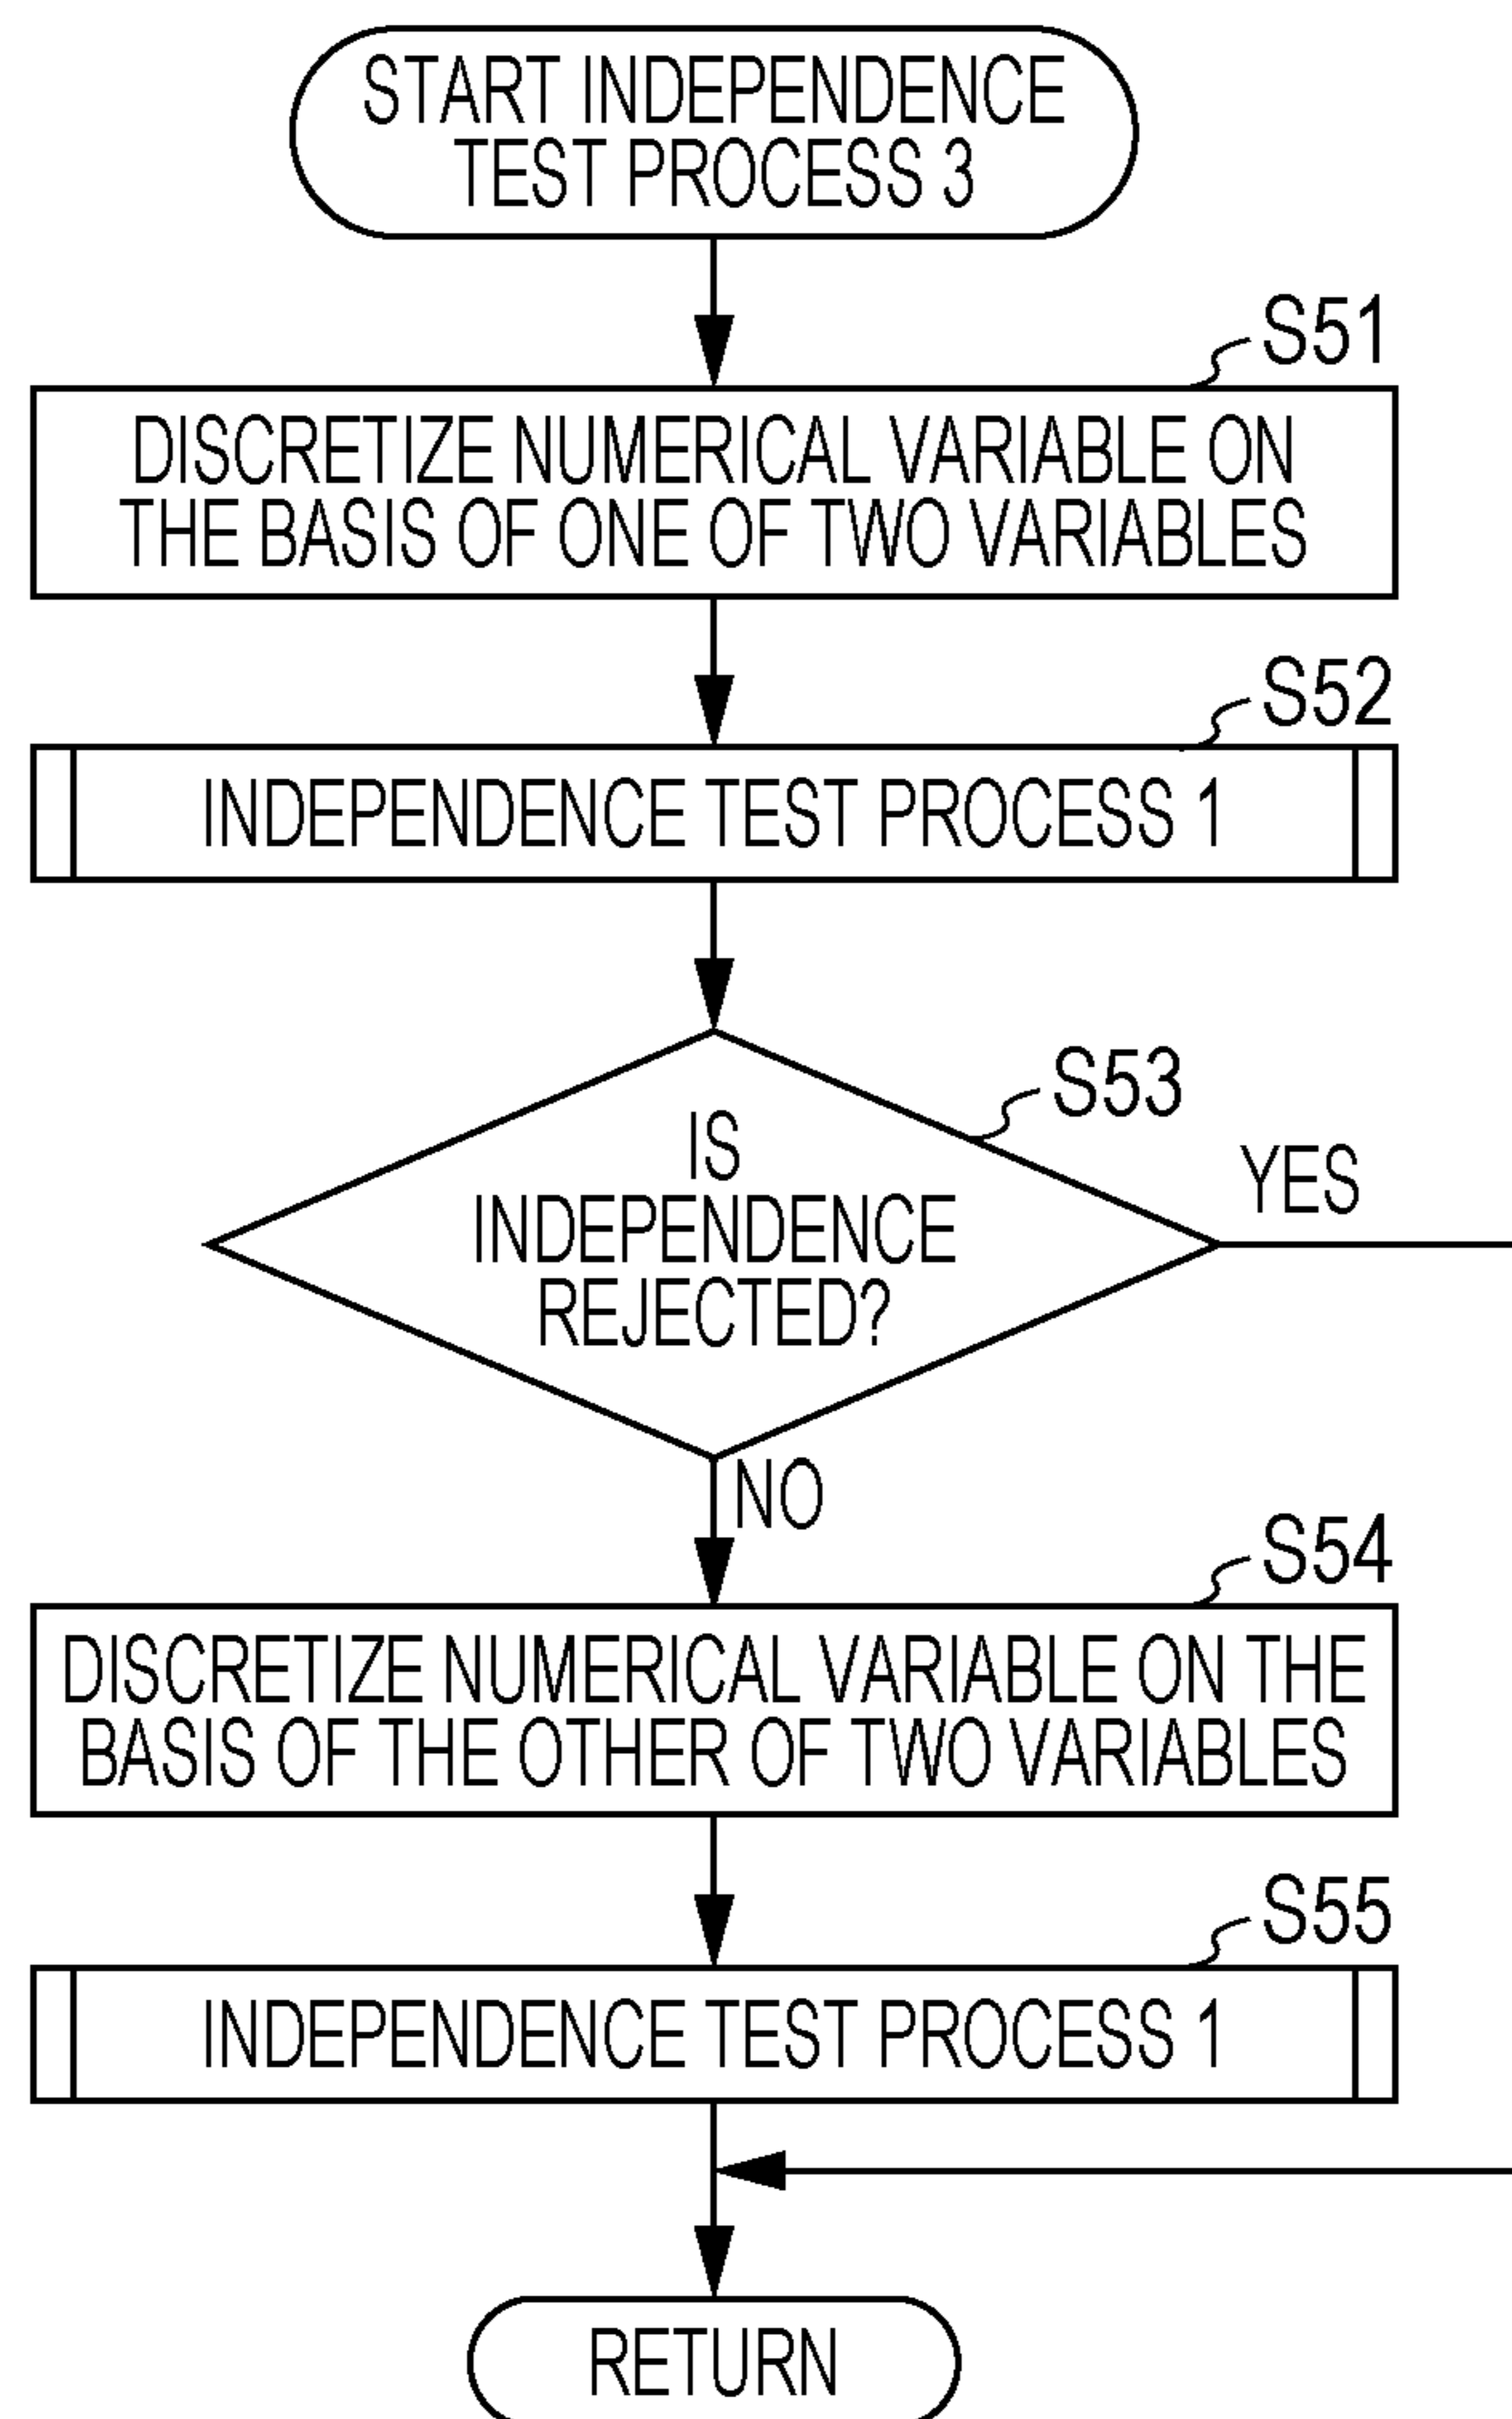 START INDEPENDENCE
TEST PROCESS 3
S51
DISCRETIZE NUMERICAL VARIABLE ON
THE BASIS OF ONE OF TWO VARIABLES
S52
INDEPENDENCE TEST PROCESS 1
S53
IS
INDEPENDENCE
REJECTED?
YES
NO
S54
DISCRETIZE NUMERICAL VARIABLE ON THE
BASIS OF THE OTHER OF TWO VARIABLES
S55
INDEPENDENCE TEST PROCESS 1
RETURN